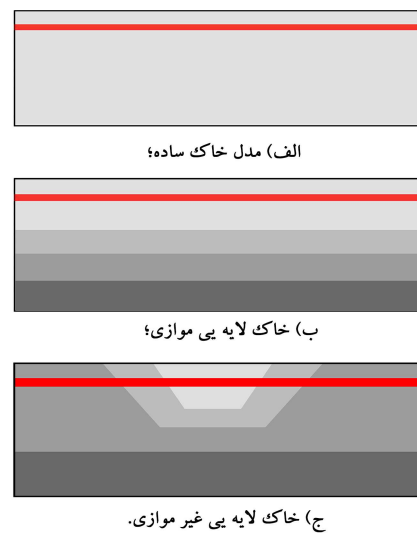 الف) مدل خاک ساده؛
ب) خاک لایه یی موازی؛
ج) خاک لایه یی غیر موازی.